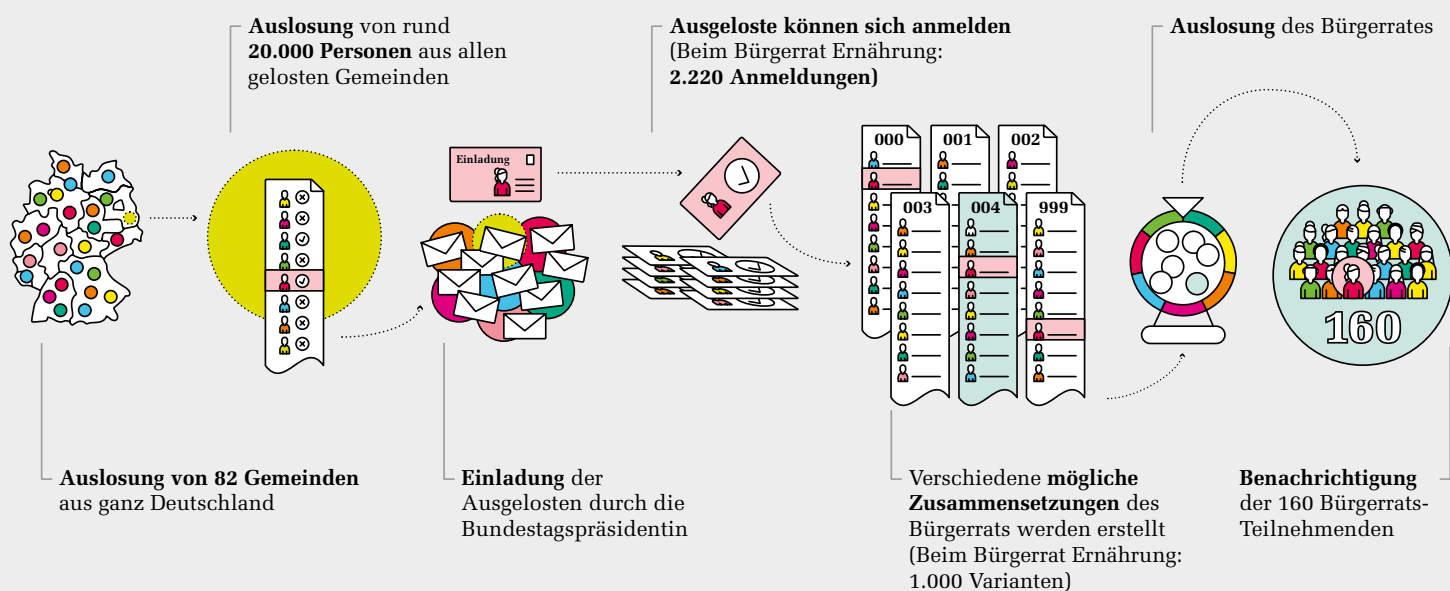 Auslosung von rund
20.000 Personen aus allen
gelosten Gemeinden
Ausgeloste können sich anmelden
(Beim Bürgerrat Ernährung:
2.220 Anmeldungen)
Auslosung des Bürgerrates
Einladung
000
001
002
003
004
999
160
Auslosung von 82 Gemeinden
aus ganz Deutschland
Einladung der
Ausgelosten durch die
Bundestagspräsidentin
Verschiedene mögliche
Zusammensetzungen des
Bürgerrats werden erstellt
(Beim Bürgerrat Ernährung:
1.000 Varianten)
Benachrichtigung
der 160 Bürgerrats-
Teilnehmenden